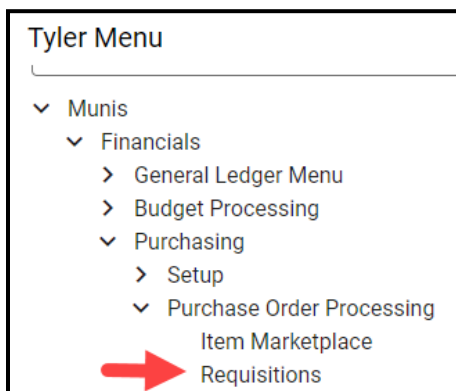 Tyler Menu
Munis
Financials
General Ledger Menu
Budget Processing
Purchasing
Setup
Purchase Order Processing
Item Marketplace
Requisitions